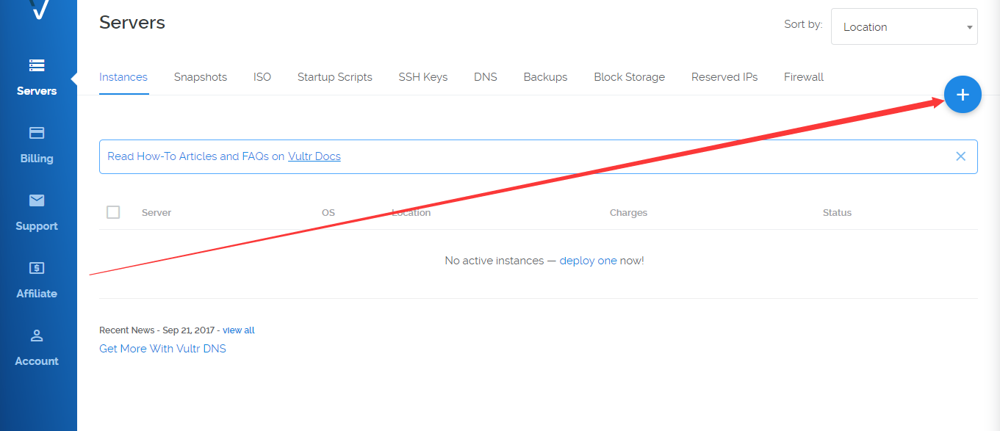 Servers
Sort by:
Location
Instances Snapshots ISO Startup Scripts SSH Keys DNS Backups Block Storage Reserved IPs Firewall
Read How-To Articles and FAQs on Vultr Docs
Server OS Location Charges Status
No active instances — deploy one now!
Recent News - Sep 21, 2017 - view all
Get More With Vultr DNS
Servers
Billing
Support
Affiliate
Account